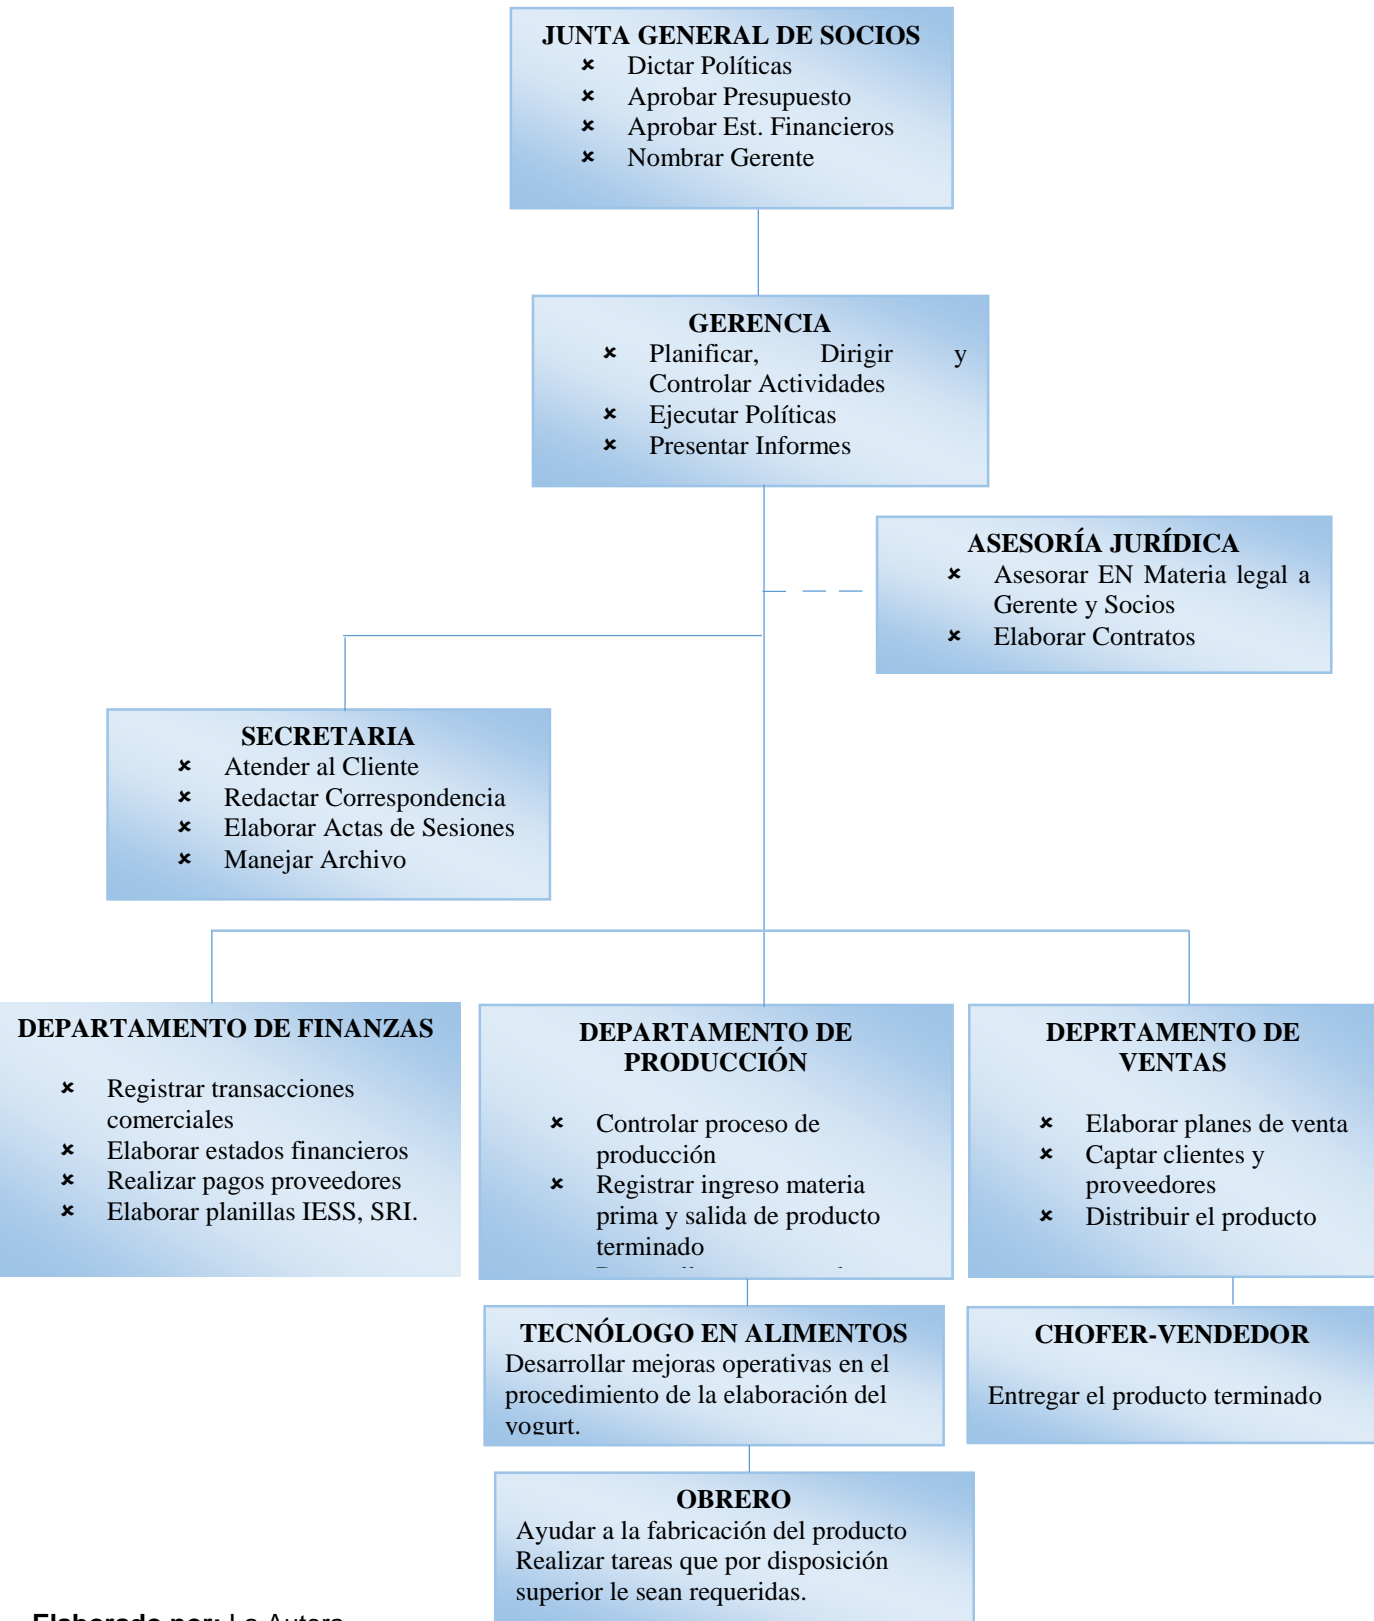 JUNTA GENERAL DE SOCIOS
× Dictar Políticas
× Aprobar Presupuesto
× Aprobar Est. Financieros
× Nombrar Gerente
GERENCIA
× Planificar, Dirigir y
Controlar Actividades
× Ejecutar Políticas
× Presentar Informes
ASESORÍA JURÍDICA
× Asesorar EN Materia legal a
Gerente y Socios
× Elaborar Contratos
SECRETARIA
× Atender al Cliente
× Redactar Correspondencia
× Elaborar Actas de Sesiones
× Manejar Archivo
DEPARTAMENTO DE FINANZAS
× Registrar transacciones
comerciales
× Elaborar estados financieros
× Realizar pagos proveedores
× Elaborar planillas IESS, SRI.
DEPARTAMENTO DE
PRODUCCIÓN
× Controlar proceso de
producción
× Registrar ingreso materia
prima y salida de producto
terminado
DEPRTAMENTO DE
VENTAS
× Elaborar planes de venta
× Captar clientes y
proveedores
× Distribuir el producto
TECNÓLOGO EN ALIMENTOS
Desarrollar mejoras operativas en el
procedimiento de la elaboración del
yogurt.
CHOFER-VENDEDOR
Entregar el producto terminado
OBRERO
Ayudar a la fabricación del producto
Realizar tareas que por disposición
superior le sean requeridas.
Elaborado por: La Autora